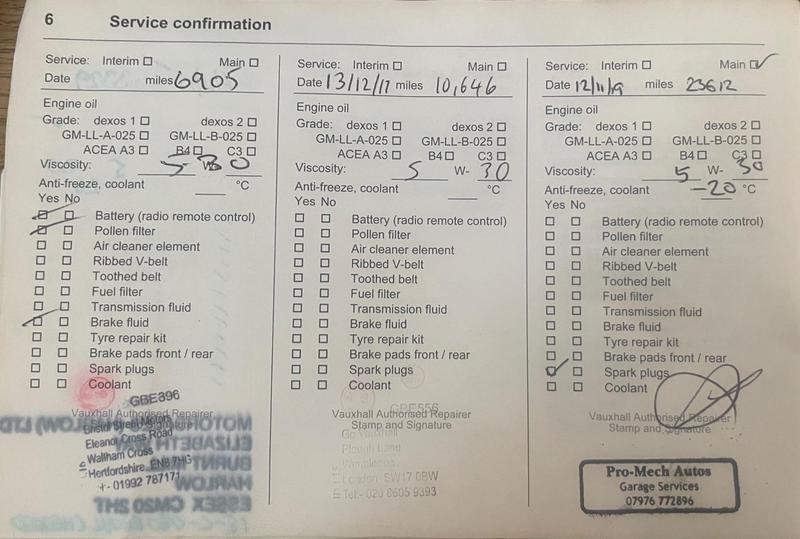 6 Service confirmation
Service: Interim Main
Date miles 6905
Engine oil
Grade: dexos 1 dexos 2
GM-LL-A-025 GM-LL-B-025
ACEA A3 B4 C3
Viscosity: 5 W- 30
Anti-freeze, coolant °C
Yes No
Battery (radio remote control)
Pollen filter
Air cleaner element
Ribbed V-belt
Toothed belt
Fuel filter
Transmission fluid
Brake fluid
Tyre repair kit
Brake pads front / rear
Spark plugs
Coolant
GBE396
Vauxhall Authorised Repairer
Bristol Street Motors
Eleanor Cross Road
Waltham Cross
Hertfordshire EN8 7HG
01992 787171
Service: Interim Main
Date 13/12/17 miles 10,646
Engine oil
Grade: dexos 1 dexos 2
GM-LL-A-025 GM-LL-B-025
ACEA A3 B4 C3
Viscosity: 5 W- 30
Anti-freeze, coolant °C
Yes No
Battery (radio remote control)
Pollen filter
Air cleaner element
Ribbed V-belt
Toothed belt
Fuel filter
Transmission fluid
Brake fluid
Tyre repair kit
Brake pads front / rear
Spark plugs
Coolant
GBE556
Vauxhall Authorised Repairer
Stamp and Signature
Go Vauxhall
Plough Lane
Wimbledon
London SW17 0BW
Tel:- 020 8605 9393
Service: Interim Main
Date 12/11/19 miles 23612
Engine oil
Grade: dexos 1 dexos 2
GM-LL-A-025 GM-LL-B-025
ACEA A3 B4 C3
Viscosity: 5 W- 30
Anti-freeze, coolant -20 °C
Yes No
Battery (radio remote control)
Pollen filter
Air cleaner element
Ribbed V-belt
Toothed belt
Fuel filter
Transmission fluid
Brake fluid
Tyre repair kit
Brake pads front / rear
Spark plugs
Coolant
Vauxhall Authorised Repairer
Stamp and Signature
Pro-Mech Autos
Garage Services
07976 772896